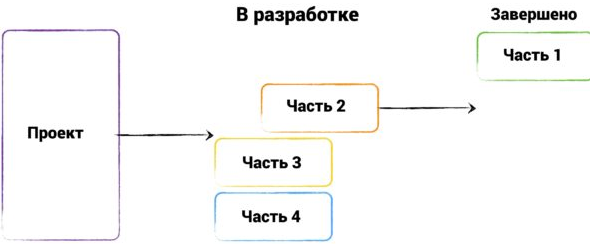 В разработке
Завершено
Часть 1
Часть 2
Проект
Часть 3
Часть 4